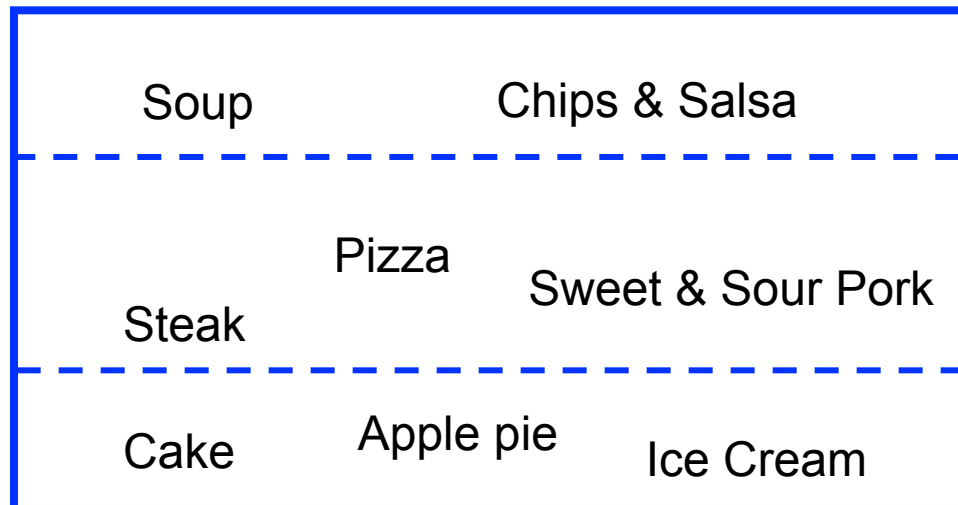 Soup
Chips & Salsa
Pizza
Sweet & Sour Pork
Steak
Cake
Apple pie
Ice Cream